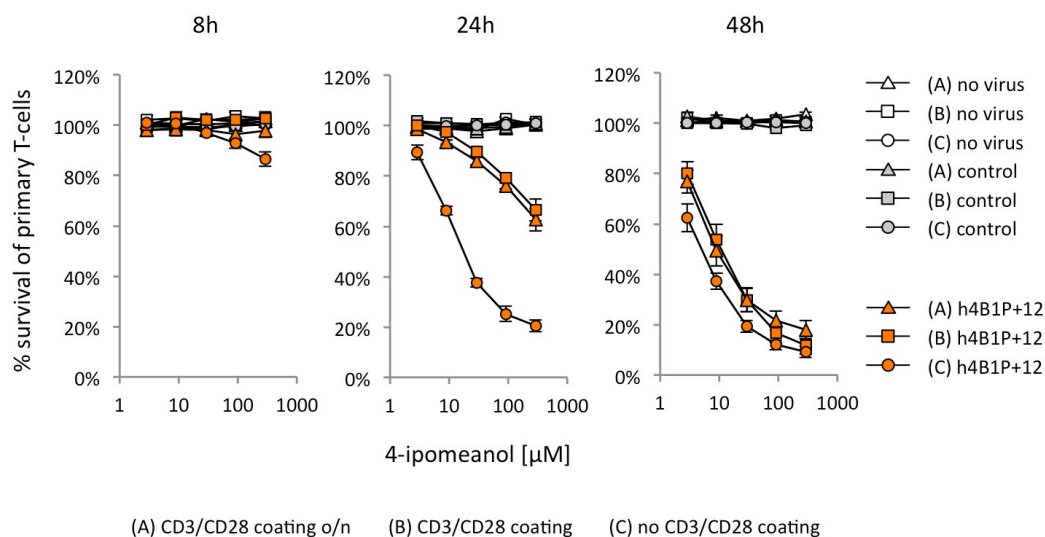 8h
24h
48h
% survival of primary T-cells
120%
100%
80%
60%
40%
20%
0%
1 10 100 1000
120%
100%
80%
60%
40%
20%
0%
1 10 100 1000
120%
100%
80%
60%
40%
20%
0%
1 10 100 1000
4-ipomeanol [µM]
(A) no virus
(B) no virus
(C) no virus
(A) control
(B) control
(C) control
(A) h4B1P+12
(B) h4B1P+12
(C) h4B1P+12
(A) CD3/CD28 coating o/n
(B) CD3/CD28 coating
(C) no CD3/CD28 coating